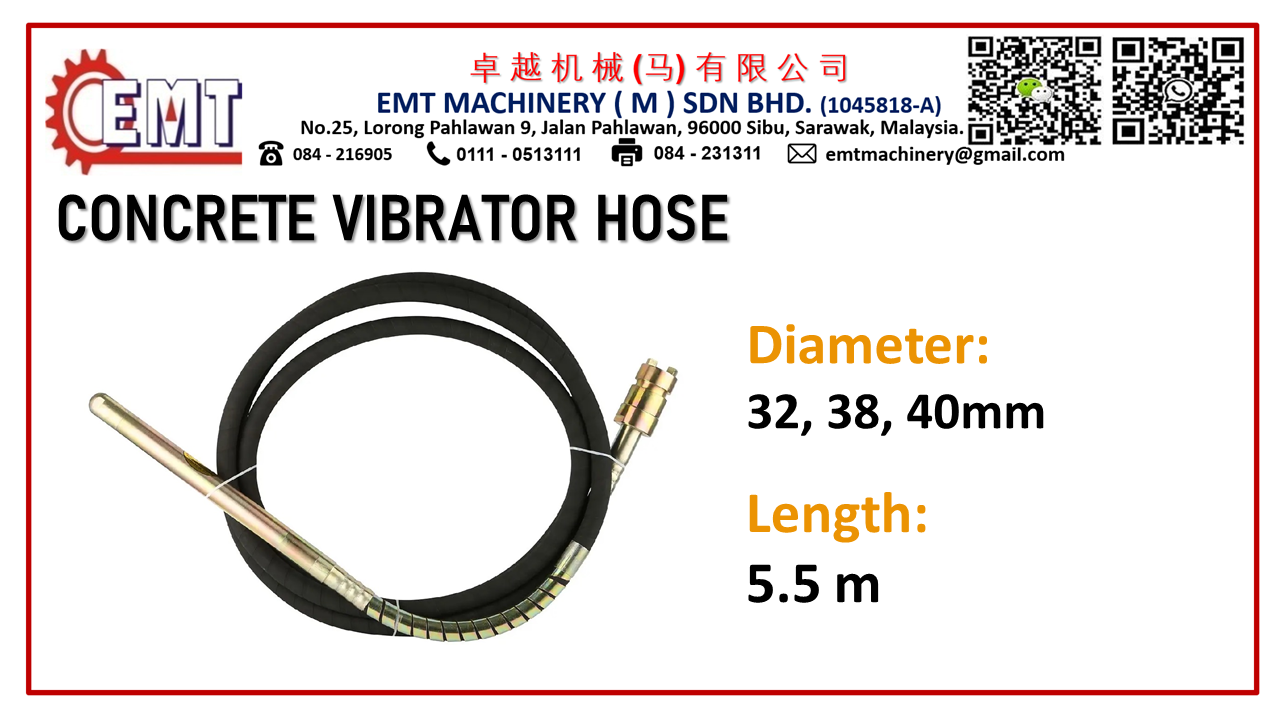 EMT
卓越机械(马)有限公司
EMT MACHINERY ( M ) SDN BHD. (1045818-A)
No.25, Lorong Pahlawan 9, Jalan Pahlawan, 96000 Sibu, Sarawak, Malaysia.
084 - 216905 0111 - 0513111 084 - 231311 emtmachinery@gmail.com
CONCRETE VIBRATOR HOSE
Diameter:
32, 38, 40mm
Length:
5.5 m